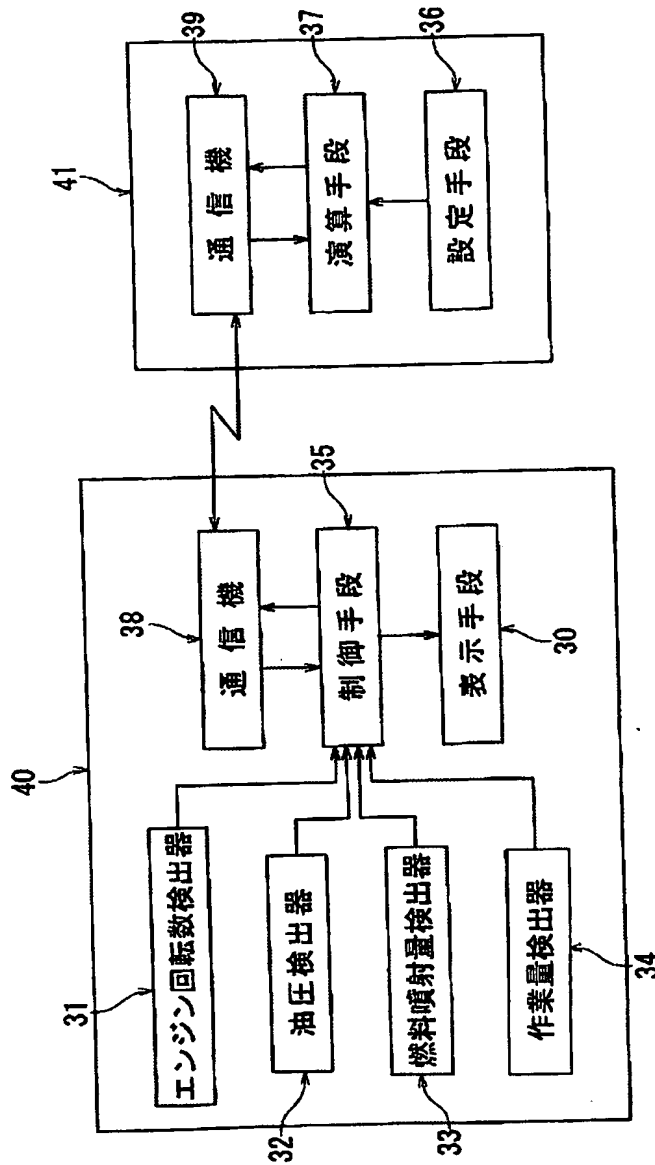 40
31
エンジン回転数検出器
32
油圧検出器
33
燃料噴射量検出器
34
作業量検出器
38
通信機
35
制御手段
30
表示手段
41
39
通信機
37
演算手段
36
設定手段